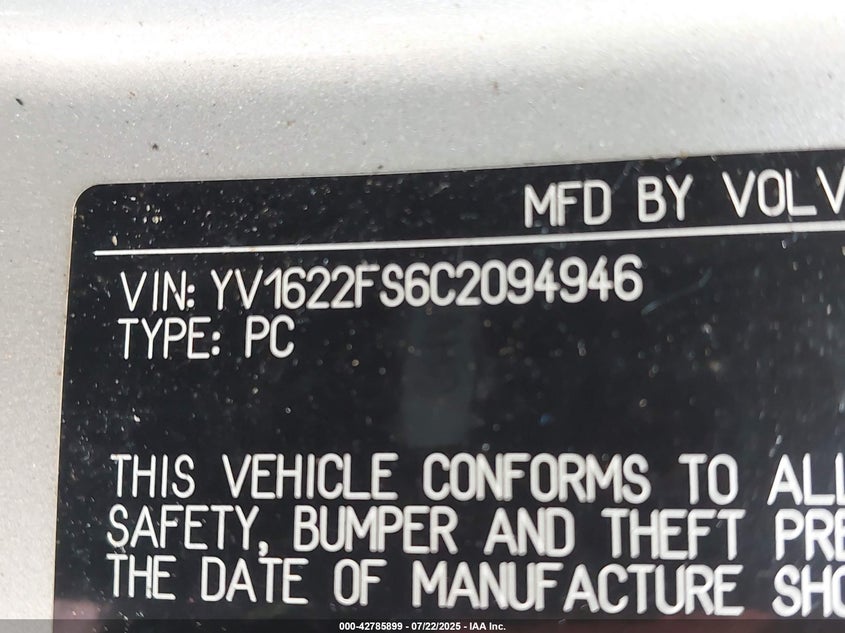 MFD BY VOLV
VIN: YV1622FS6C2094946
TYPE: PC
THIS VEHICLE CONFORMS TO ALL
SAFETY, BUMPER AND THEFT PRE
THE DATE OF MANUFACTURE SHO
000-42785899 - 07/22/2025 - IAA Inc.